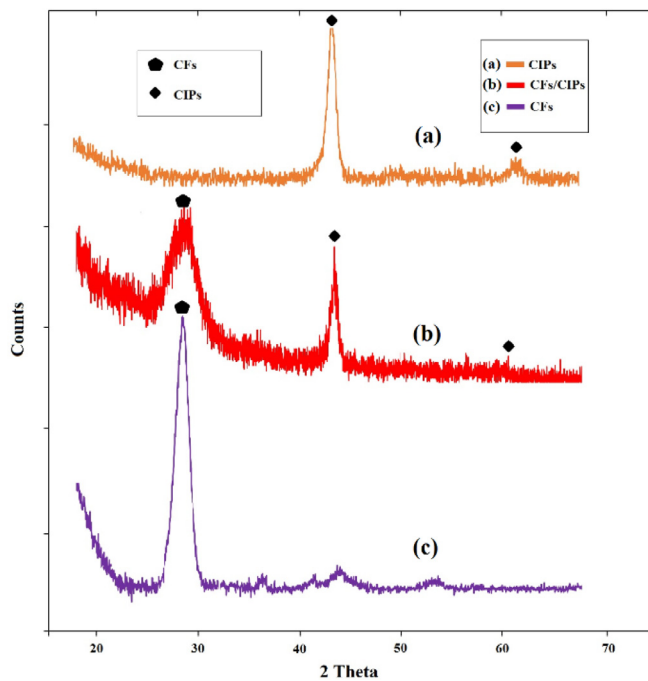 CFs
CIPs
(a) CIPs
(b) CFs/CIPs
(c) CFs
(a)
(b)
(c)
Counts
20 30 40 50 60 70
2 Theta